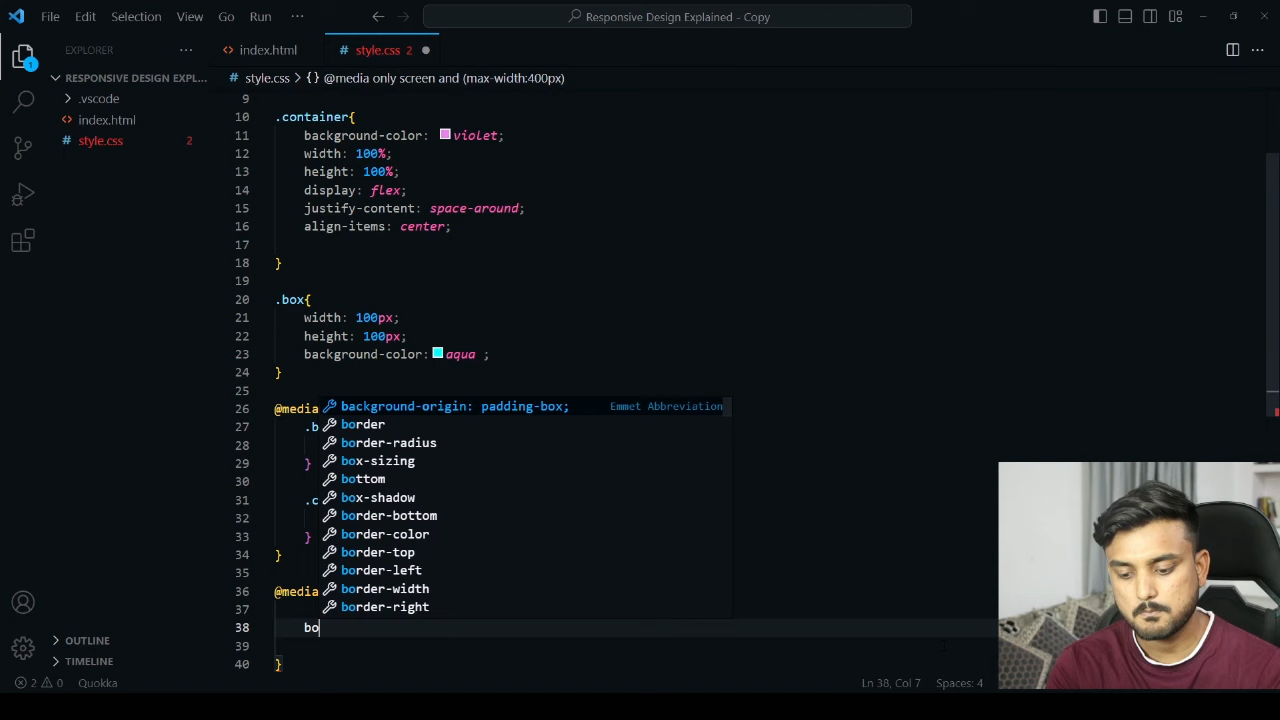 File Edit Selection View Go Run ··· Responsive Design Explained - Copy
EXPLORER ···
RESPONSIVE DESIGN EXPL...
.vscode
index.html
style.css 2
OUTLINE
TIMELINE
index.html
style.css 2
style.css > {} @media only screen and (max-width:400px)
9
10 .container{
11 background-color: violet;
12 width: 100%;
13 height: 100%;
14 display: flex;
15 justify-content: space-around;
16 align-items: center;
17
18 }
19
20 .box{
21 width: 100px;
22 height: 100px;
23 background-color: aqua ;
24 }
25
26 @media
27 .b
28
29 }
30
31 .c
32
33 }
34 }
35
36 @media
37
38 bo
39
40 }
background-origin: padding-box; Emmet Abbreviation
border
border-radius
box-sizing
bottom
box-shadow
border-bottom
border-color
border-top
border-left
border-width
border-right
2 0 Quokka Ln 38, Col 7 Spaces: 4
1